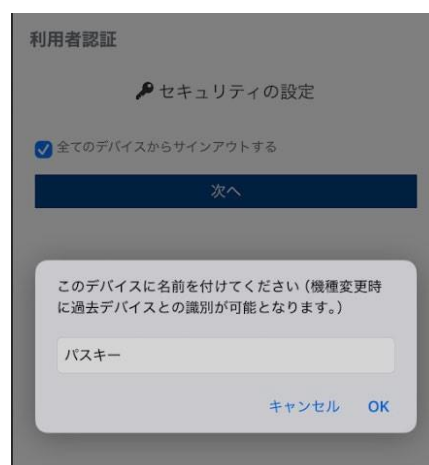 利用者認証
セキュリティの設定
全てのデバイスからサインアウトする
次へ
このデバイスに名前を付けてください（機種変更時
に過去デバイスとの識別が可能となります。）
パスキー
キャンセル OK